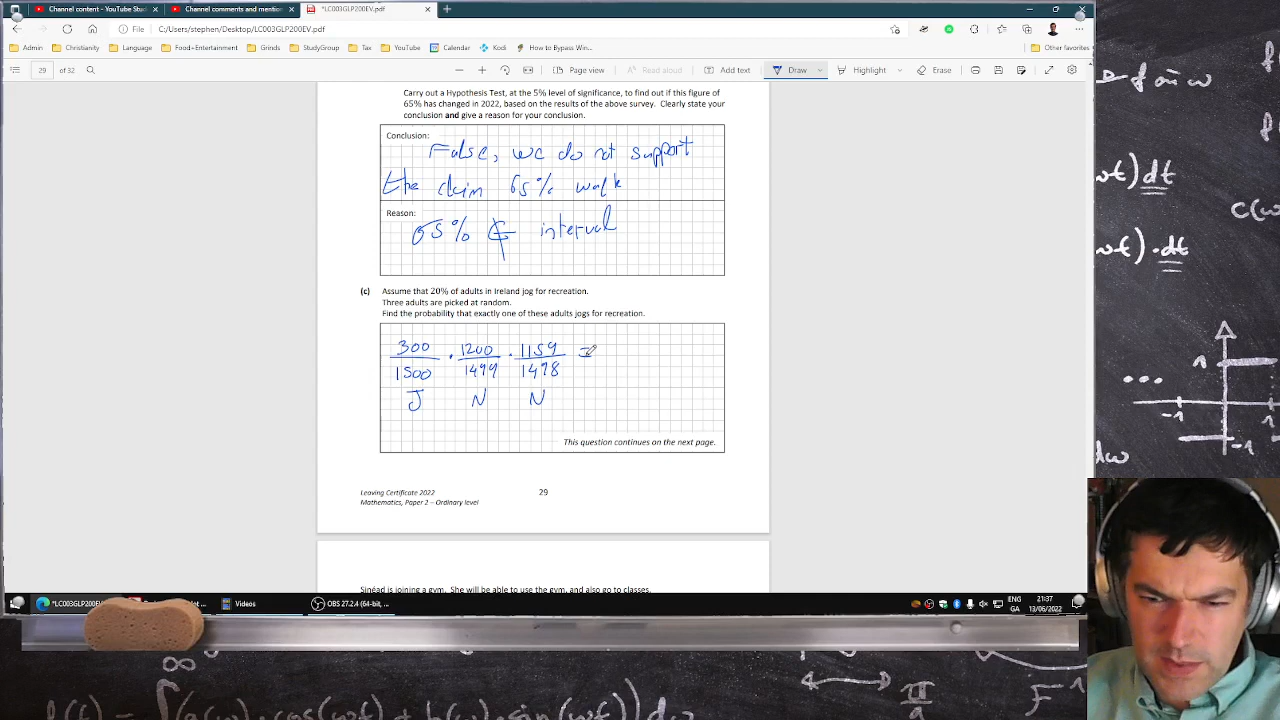 Channel content - YouTube Stud
Channel comments and mentio
*LC003GLP200EV.pdf
File
C:/Users/stephen/Desktop/LC003GLP200EV.pdf
Admin
Christianity
Language
Food+Entertainment
Grinds
StudyGroup
Tax
YouTube
Calendar
Kodi
How to Bypass Win...
Other favorites
29 of 32
Page view
Read aloud
Add text
Draw
Highlight
Erase
Carry out a Hypothesis Test, at the 5% level of significance, to find out if this figure of
65% has changed in 2022, based on the results of the above survey. Clearly state your
conclusion and give a reason for your conclusion.
Conclusion:
False, we do not support
the claim 65% walk
Reason:
65% ∉ interval
(c) Assume that 20% of adults in Ireland jog for recreation.
Three adults are picked at random.
Find the probability that exactly one of these adults jogs for recreation.
300/1500 · 1200/1499 · 1159/1498 =
J N N
This question continues on the next page.
Leaving Certificate 2022
Mathematics, Paper 2 – Ordinary level
29
Sinéad is joining a gym. She will be able to use the gym, and also go to classes.
*LC003GLP200EV
Videos
OBS 27.2.4 (64-bit, ...
ENG
GA
21:37
13/06/2022